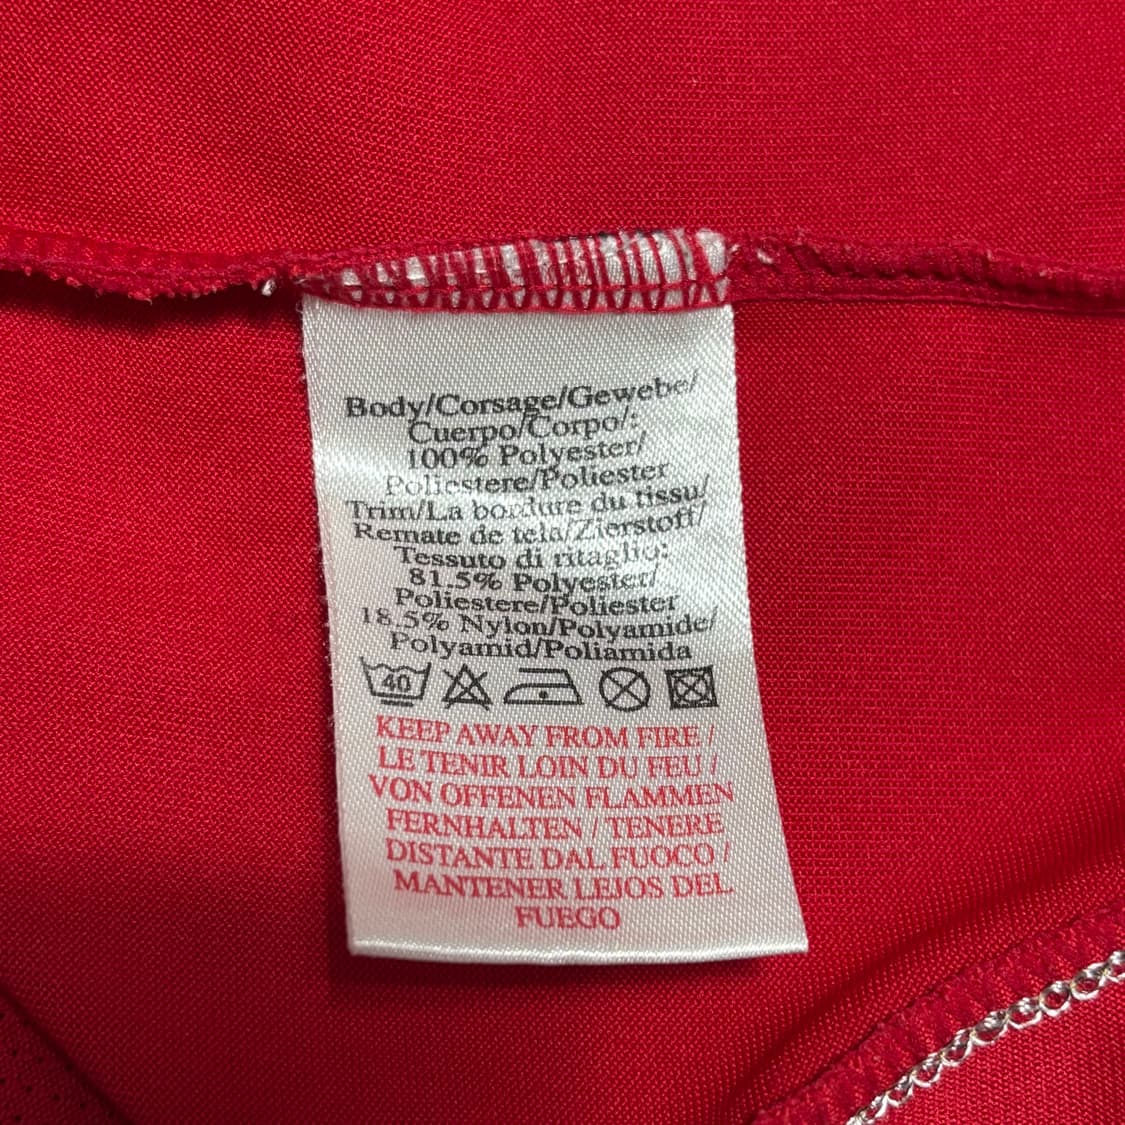 Body/Corsage/Gewebe/
Cuerpo/Corpo/:
100% Polyester/
Poliestere/Poliester
Trim/La bordure du tissu/
Remate de tela/Zierstoff/
Tessuto di ritaglio:
81.5% Polyester/
Poliestere/Poliester
18.5% Nylon/Polyamide/
Polyamid/Poliamida
40
KEEP AWAY FROM FIRE /
LE TENIR LOIN DU FEU /
VON OFFENEN FLAMMEN
FERNHALTEN / TENERE
DISTANTE DAL FUOCO /
MANTENER LEJOS DEL
FUEGO